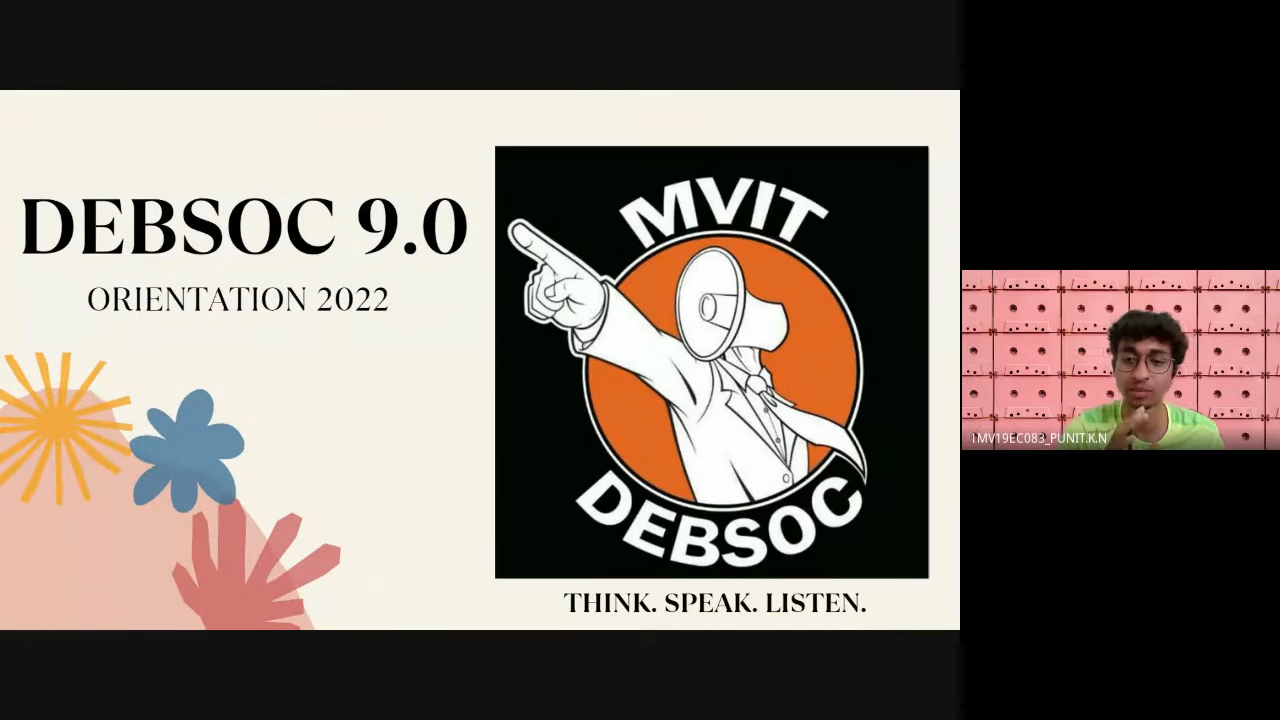 DEBSOC 9.0
ORIENTATION 2022
MVIT
DEBSOC
THINK. SPEAK. LISTEN.
1MV19EC083_PUNIT.K.N